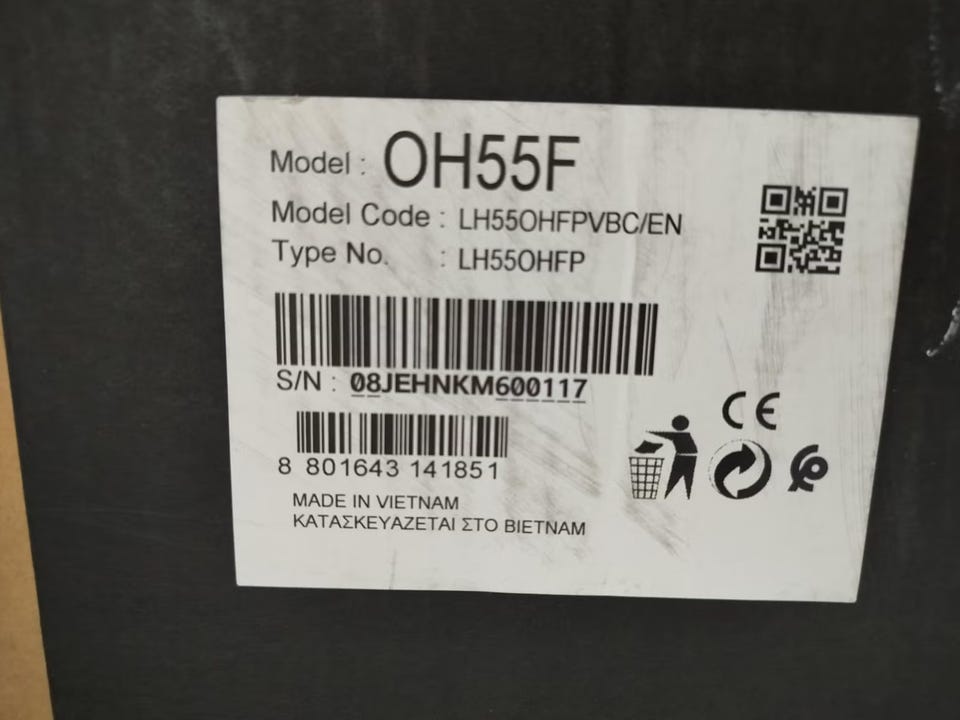 Model : OH55F
Model Code : LH55OHFPVBC/EN
Type No. : LH55OHFP
S/N : 08JEHNKM600117
8 801643 141851
MADE IN VIETNAM
ΚΑΤΑΣΚΕΥΑΖΕΤΑΙ ΣΤΟ ΒΙΕΤΝΑΜ
CE